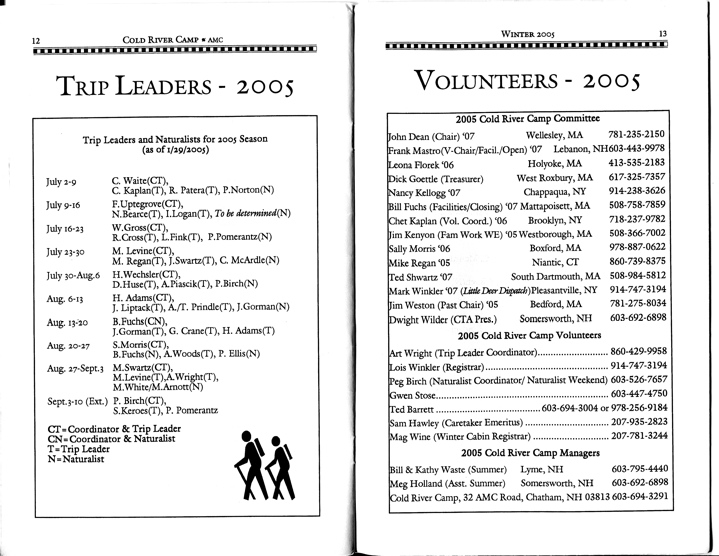 12
COLD RIVER CAMP ■ AMC
TRIP LEADERS - 2005
Trip Leaders and Naturalists for 2005 Season
(as of 1/29/2005)
July 2-9 C. Waite(CT),
C. Kaplan(T), R. Patera(T), P.Norton(N)
July 9-16 F.Uptegrove(CT),
N.Bearce(T), I.Logan(T), To be determined(N)
July 16-23 W.Gross(CT),
R.Cross(T), L.Fink(T), P.Pomerantz(N)
July 23-30 M. Levine(CT),
M. Regan(T), J.Swartz(T), C. McArdle(N)
July 30-Aug.6 H.Wechsler(CT),
D.Huse(T), A.Piascik(T), P.Birch(N)
Aug. 6-13 H. Adams(CT),
J. Liptack(T), A./T. Prindle(T), J.Gorman(N)
Aug. 13-20 B.Fuchs(CN),
J.Gorman(T), G. Crane(T), H. Adams(T)
Aug. 20-27 S.Morris(CT),
B.Fuchs(N), A.Woods(T), P. Ellis(N)
Aug. 27-Sept.3 M.Swartz(CT),
M.Levine(T),A.Wright(T),
M.White/M.Arnott(N)
Sept.3-10 (Ext.) P. Birch(CT),
S.Keroes(T), P. Pomerantz
CT=Coordinator & Trip Leader
CN=Coordinator & Naturalist
T=Trip Leader
N=Naturalist
WINTER 2005
13
VOLUNTEERS - 2005
2005 Cold River Camp Committee
John Dean (Chair) '07 Wellesley, MA 781-235-2150
Frank Mastro(V-Chair/Facil./Open) '07 Lebanon, NH603-443-9978
Leona Florek '06 Holyoke, MA 413-535-2183
Dick Goettle (Treasurer) West Roxbury, MA 617-325-7357
Nancy Kellogg '07 Chappaqua, NY 914-238-3626
Bill Fuchs (Facilities/Closing) '07 Mattapoisett, MA 508-758-7859
Chet Kaplan (Vol. Coord.) '06 Brooklyn, NY 718-237-9782
Jim Kenyon (Fam Work WE) '05 Westborough, MA 508-366-7002
Sally Morris '06 Boxford, MA 978-887-0622
Mike Regan '05 Niantic, CT 860-739-8375
Ted Shwartz '07 South Dartmouth, MA 508-984-5812
Mark Winkler '07 (Little Deer Dispatch)Pleasantville, NY 914-747-3194
Jim Weston (Past Chair) '05 Bedford, MA 781-275-8034
Dwight Wilder (CTA Pres.) Somersworth, NH 603-692-6898
2005 Cold River Camp Volunteers
Art Wright (Trip Leader Coordinator)........................... 860-429-9958
Lois Winkler (Registrar)............................................... 914-747-3194
Peg Birch (Naturalist Coordinator/ Naturalist Weekend) 603-526-7657
Gwen Stose................................................................. 603-447-4750
Ted Barrett ........................................603-694-3004 or 978-256-9184
Sam Hawley (Caretaker Emeritus) ................................ 207-935-2823
Mag Wine (Winter Cabin Registrar) ............................. 207-781-3244
2005 Cold River Camp Managers
Bill & Kathy Waste (Summer) Lyme, NH 603-795-4440
Meg Holland (Asst. Summer) Somersworth, NH 603-692-6898
Cold River Camp, 32 AMC Road, Chatham, NH 03813 603-694-3291